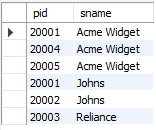 pid sname
20001 Acme Widget
20004 Acme Widget
20005 Acme Widget
20001 Johns
20002 Johns
20003 Reliance